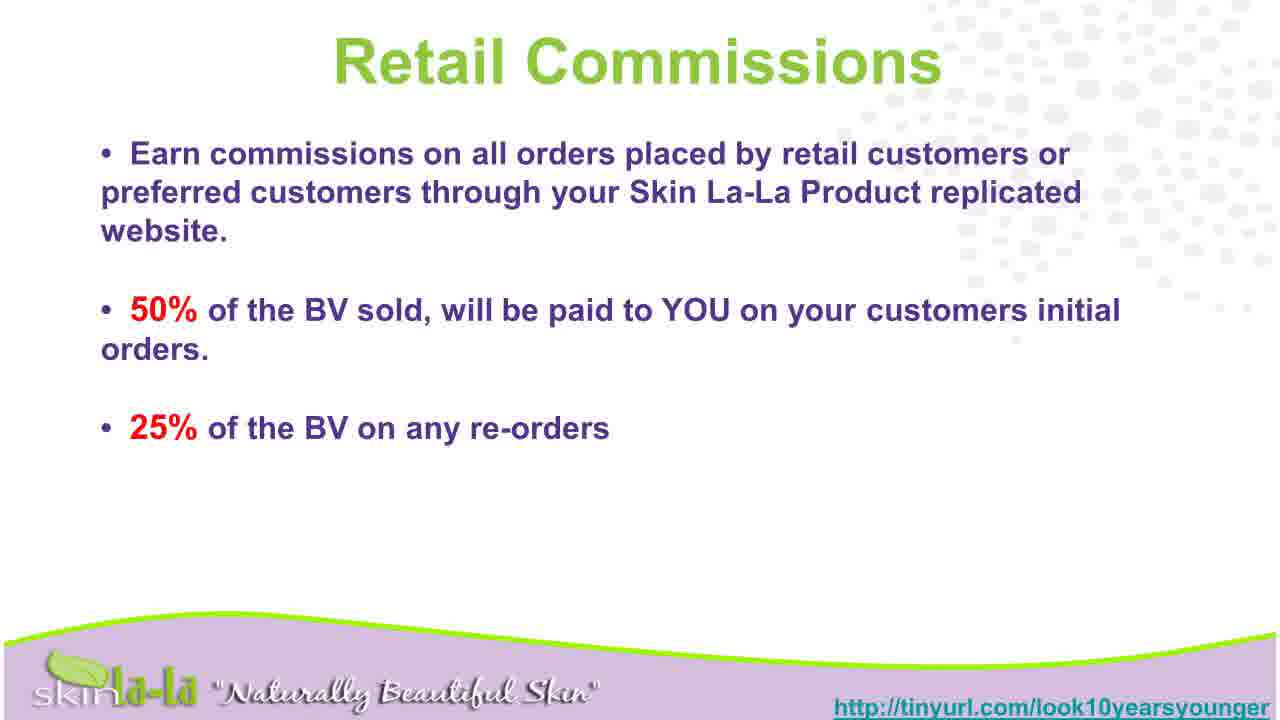 Retail Commissions
• Earn commissions on all orders placed by retail customers or
preferred customers through your Skin La-La Product replicated
website.
• 50% of the BV sold, will be paid to YOU on your customers initial
orders.
• 25% of the BV on any re-orders
skin la-la "Naturally Beautiful Skin"
http://tinyurl.com/look10yearsyounger